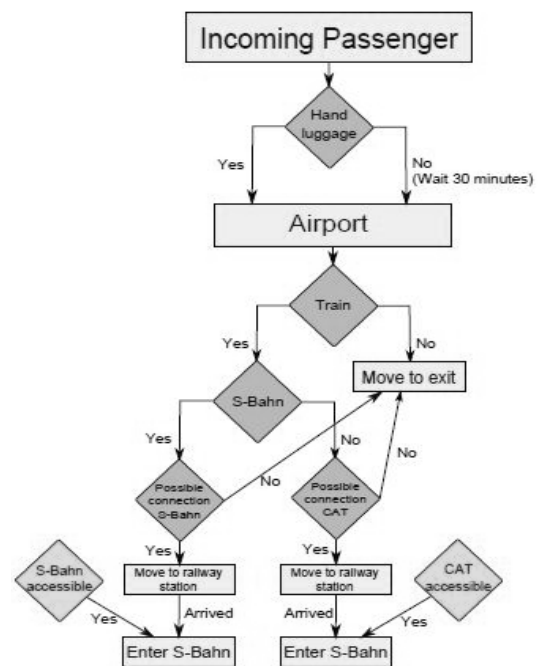 Incoming Passenger
Hand
luggage
Yes
No
(Wait 30 minutes)
Airport
Train
Yes
No
Move to exit
S-Bahn
Yes
No
No
No
Possible
connection
S-Bahn
Possible
connection
CAT
Yes
Yes
S-Bahn
accessible
Move to railway
station
Move to railway
station
CAT
accessible
Yes
Arrived
Arrived
Yes
Enter S-Bahn
Enter S-Bahn